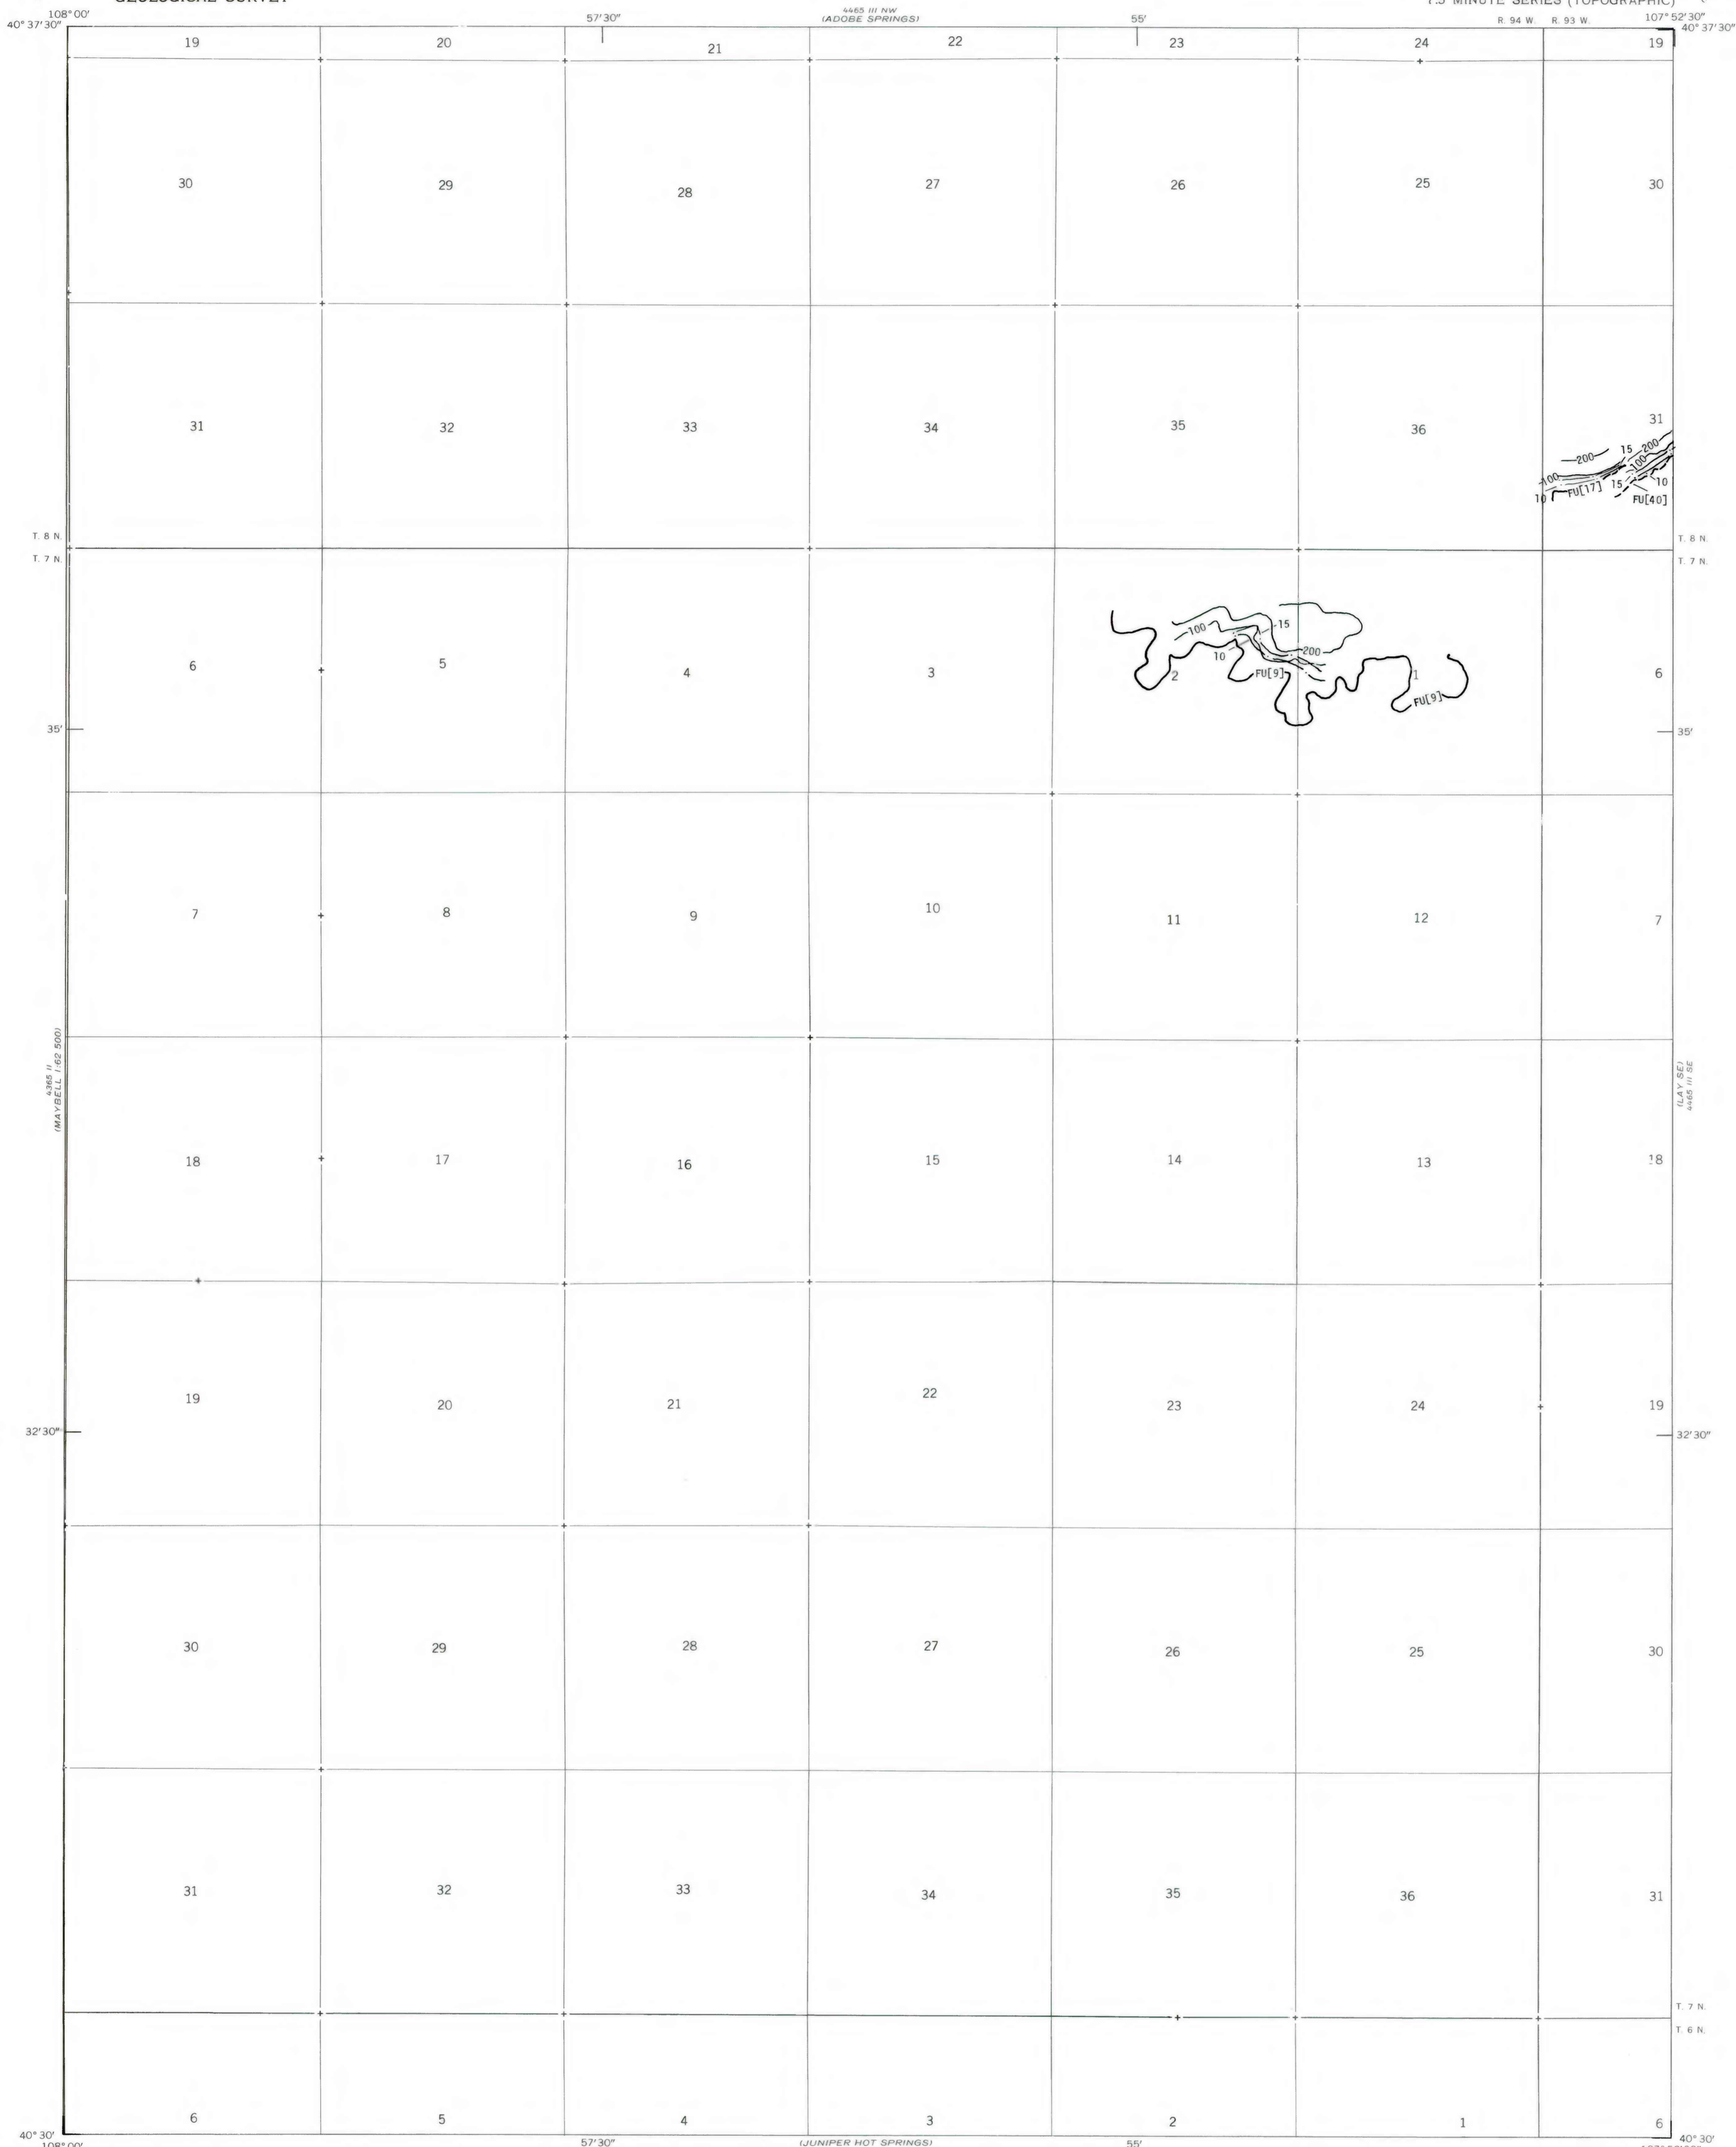 GEOLOGICAL SURVEY
7.5 MINUTE SERIES (TOPOGRAPHIC)
108°00'
57'30"
4465 III NW
(ADOBE SPRINGS)
55'
R. 94 W. R. 93 W.
107°52'30"
40°37'30"
40°37'30"
19 20 21 22 23 24 19
30 29 28 27 26 25 30
31 32 33 34 35 36 31
200 15 200
100 100
10 FU[17] 15 10
FU[40]
T. 8 N. T. 8 N.
T. 7 N. T. 7 N.
100 15
10 200
6 5 4 3 2 FU[9] 1 6
FU[9]
35' 35'
7 8 9 10 11 12 7
4365 II
(MAYBELL 1:62 500)
(LAY SE)
4465 III SE
18 17 16 15 14 13 18
19 20 21 22 23 24 19
32'30" 32'30"
30 29 28 27 26 25 30
31 32 33 34 35 36 31
T. 7 N.
T. 6 N.
6 5 4 3 2 1 6
40°30' 40°30'
108°00' 57'30" (JUNIPER HOT SPRINGS) 55'